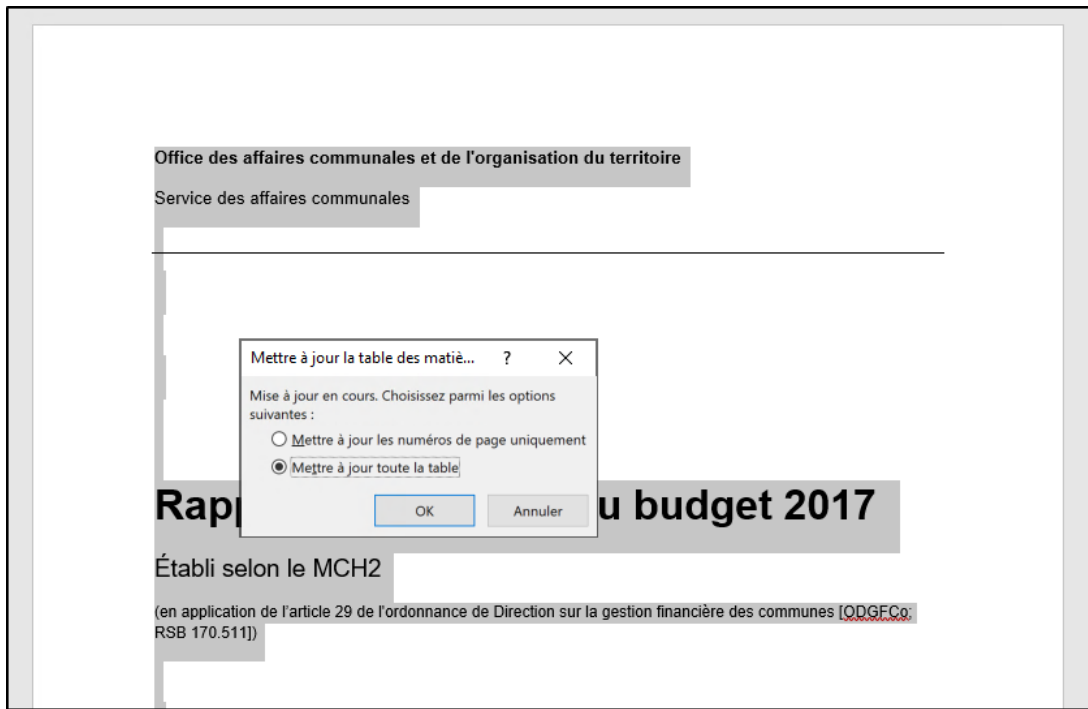 Office des affaires communales et de l'organisation du territoire
Service des affaires communales
Mettre à jour la table des matiè... ?
Mise à jour en cours. Choisissez parmi les options
suivantes :
Mettre à jour les numéros de page uniquement
Mettre à jour toute la table
OK Annuler
u budget 2017
Établi selon le MCH2
(en application de l'article 29 de l'ordonnance de Direction sur la gestion financière des communes [ODGFCo;
RSB 170.511])